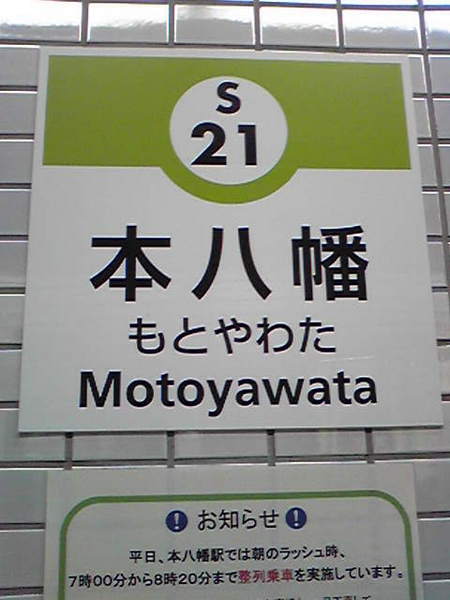 S
21
本八幡
もとやわた
Motoyawata
! お知らせ !
平日、本八幡駅では朝のラッシュ時、
7時00分から8時20分まで整列乗車を実施しています。